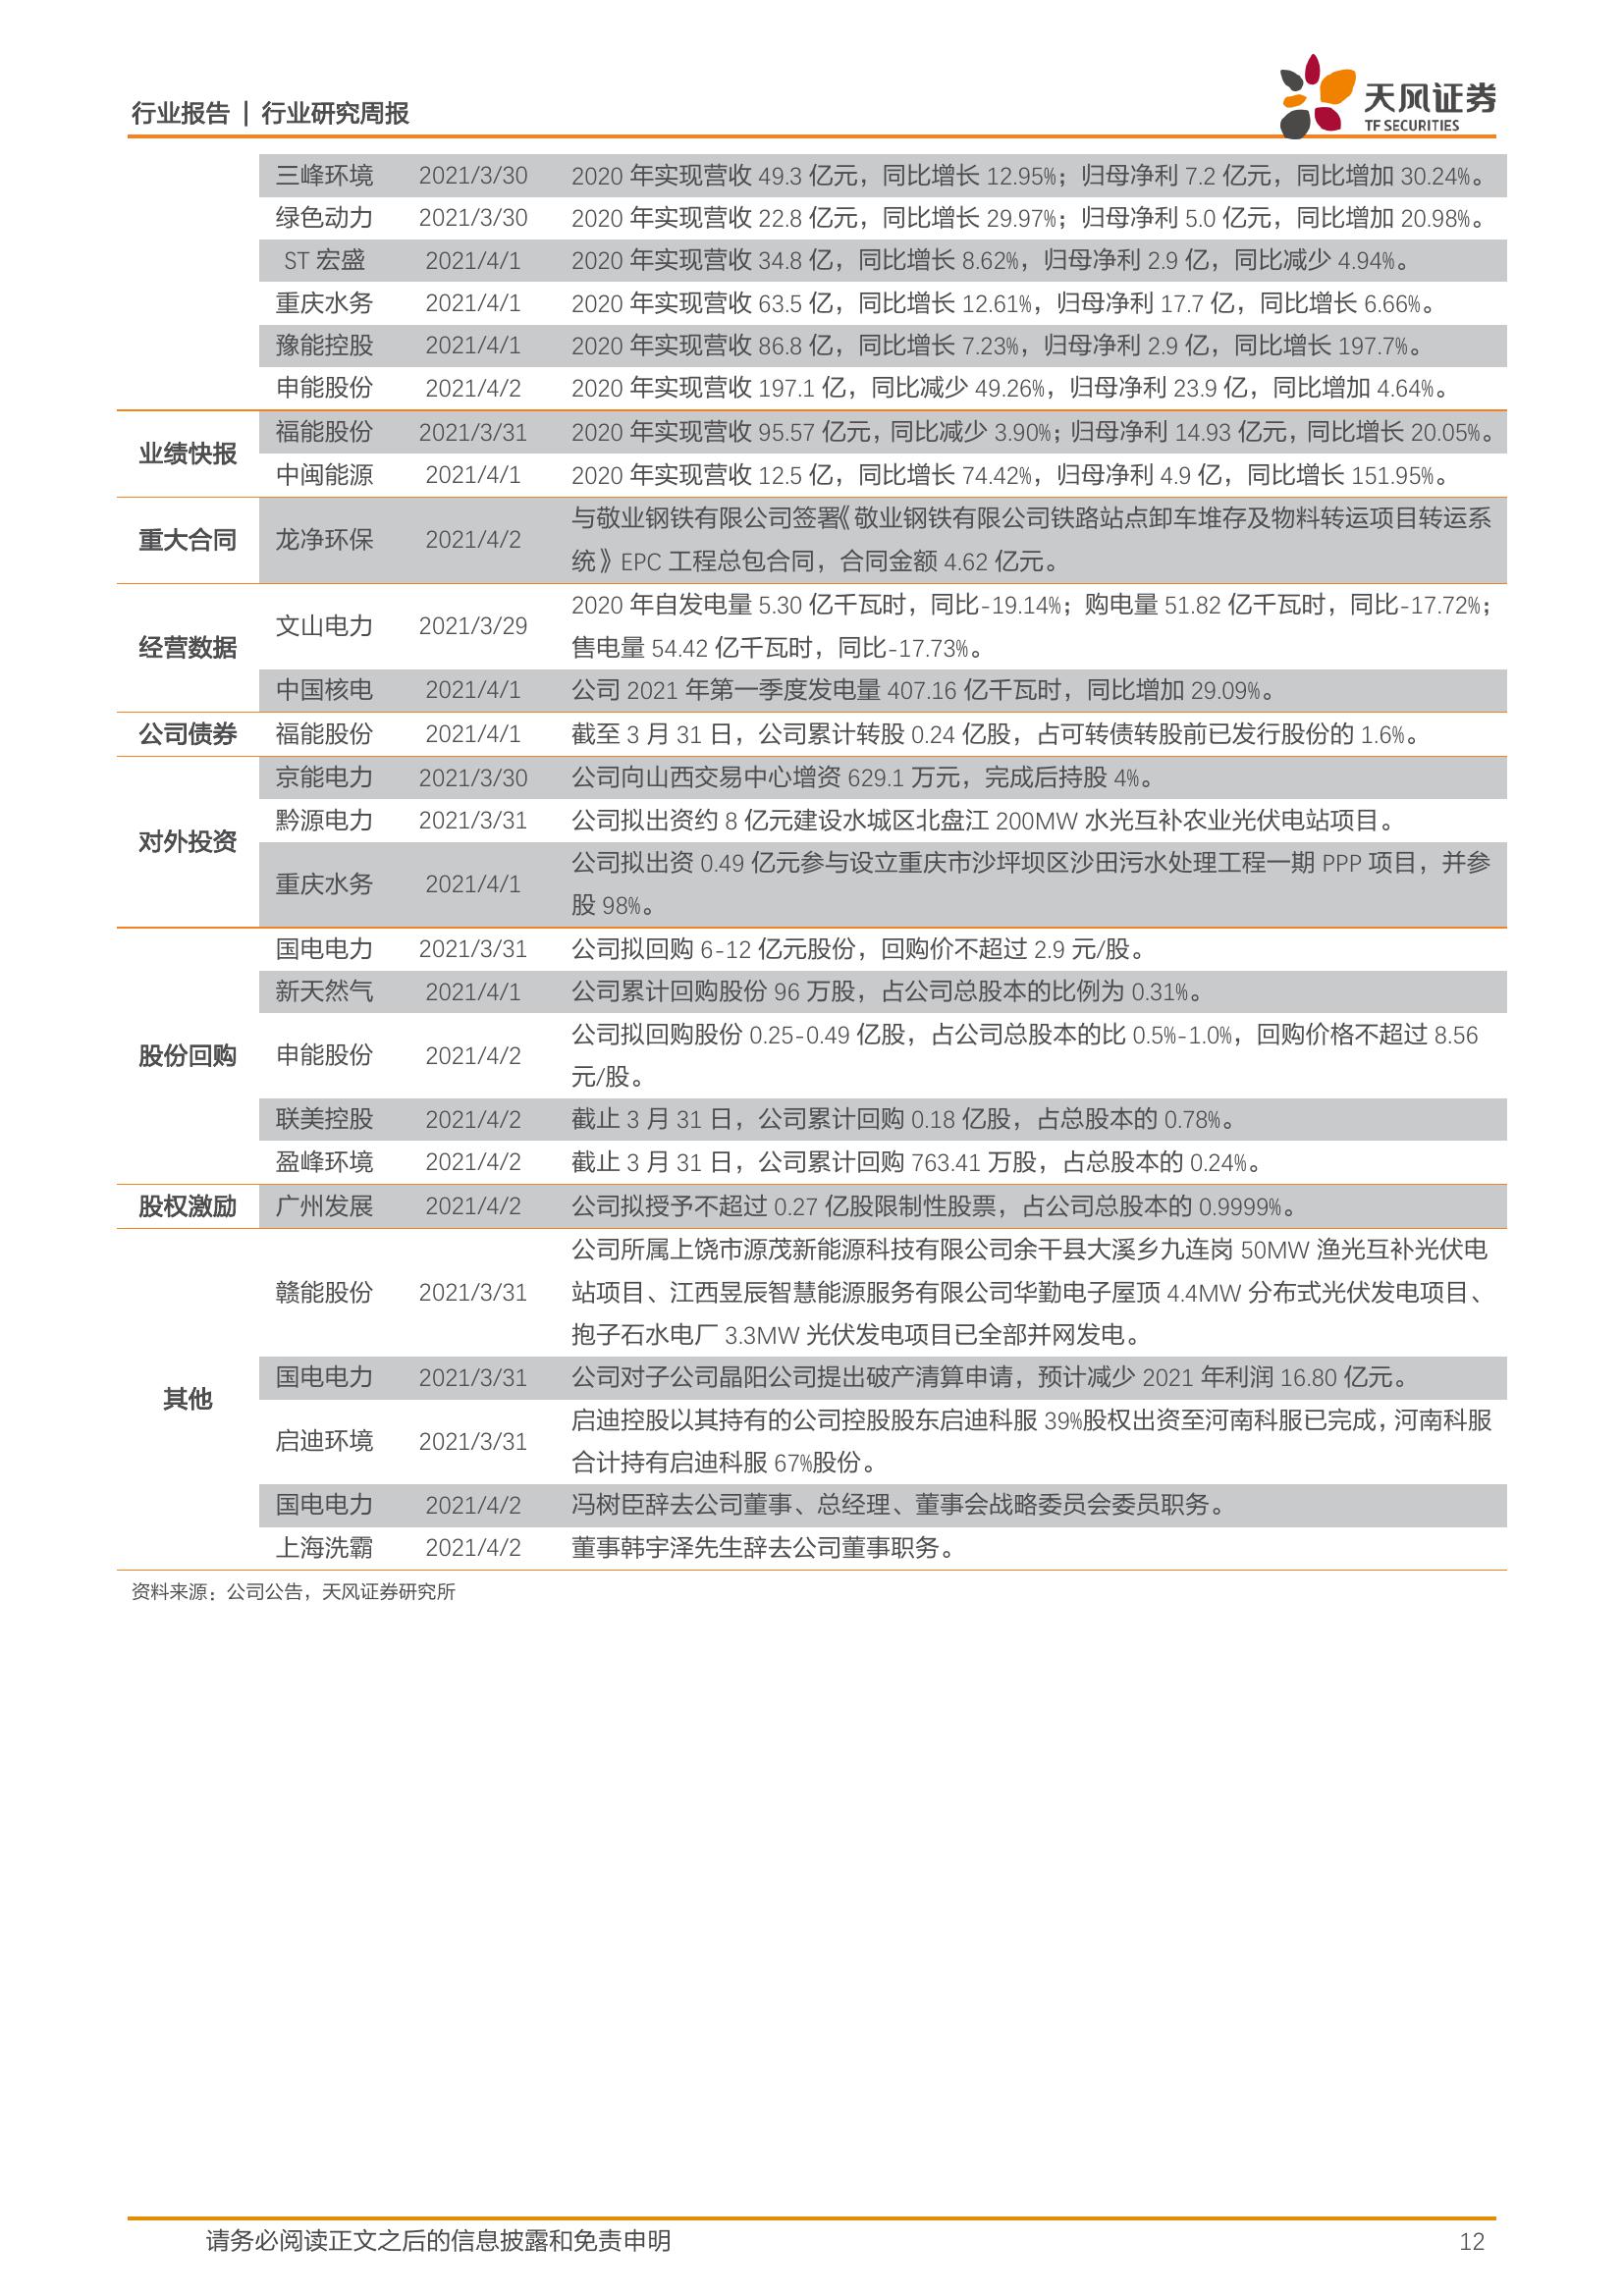 行业报告 | 行业研究周报
天风证券
TF SECURITIES
三峰环境 2021/3/30 2020 年实现营收 49.3 亿元，同比增长 12.95%；归母净利 7.2 亿元，同比增加 30.24%。
绿色动力 2021/3/30 2020 年实现营收 22.8 亿元，同比增长 29.97%；归母净利 5.0 亿元，同比增加 20.98%。
ST 宏盛 2021/4/1 2020 年实现营收 34.8 亿，同比增长 8.62%，归母净利 2.9 亿，同比减少 4.94%。
重庆水务 2021/4/1 2020 年实现营收 63.5 亿，同比增长 12.61%，归母净利 17.7 亿，同比增长 6.66%。
豫能控股 2021/4/1 2020 年实现营收 86.8 亿，同比增长 7.23%，归母净利 2.9 亿，同比增长 197.7%。
申能股份 2021/4/2 2020 年实现营收 197.1 亿，同比减少 49.26%，归母净利 23.9 亿，同比增加 4.64%。
业绩快报
福能股份 2021/3/31 2020 年实现营收 95.57 亿元，同比减少 3.90%；归母净利 14.93 亿元，同比增长 20.05%。
中闽能源 2021/4/1 2020 年实现营收 12.5 亿，同比增长 74.42%，归母净利 4.9 亿，同比增长 151.95%。
重大合同 龙净环保 2021/4/2 与敬业钢铁有限公司签署《敬业钢铁有限公司铁路站点卸车堆存及物料转运项目转运系
统》EPC 工程总包合同，合同金额 4.62 亿元。
经营数据
文山电力 2021/3/29 2020 年自发电量 5.30 亿千瓦时，同比-19.14%；购电量 51.82 亿千瓦时，同比-17.72%；
售电量 54.42 亿千瓦时，同比-17.73%。
中国核电 2021/4/1 公司 2021 年第一季度发电量 407.16 亿千瓦时，同比增加 29.09%。
公司债券 福能股份 2021/4/1 截至 3 月 31 日，公司累计转股 0.24 亿股，占可转债转股前已发行股份的 1.6%。
对外投资
京能电力 2021/3/30 公司向山西交易中心增资 629.1 万元，完成后持股 4%。
黔源电力 2021/3/31 公司拟出资约 8 亿元建设水城区北盘江 200MW 水光互补农业光伏电站项目。
重庆水务 2021/4/1 公司拟出资 0.49 亿元参与设立重庆市沙坪坝区沙田污水处理工程一期 PPP 项目，并参
股 98%。
股份回购
国电电力 2021/3/31 公司拟回购 6-12 亿元股份，回购价不超过 2.9 元/股。
新天然气 2021/4/1 公司累计回购股份 96 万股，占公司总股本的比例为 0.31%。
申能股份 2021/4/2 公司拟回购股份 0.25-0.49 亿股，占公司总股本的比 0.5%-1.0%，回购价格不超过 8.56
元/股。
联美控股 2021/4/2 截止 3 月 31 日，公司累计回购 0.18 亿股，占总股本的 0.78%。
盈峰环境 2021/4/2 截止 3 月 31 日，公司累计回购 763.41 万股，占总股本的 0.24%。
股权激励 广州发展 2021/4/2 公司拟授予不超过 0.27 亿股限制性股票，占公司总股本的 0.9999%。
其他
赣能股份 2021/3/31 公司所属上饶市源茂新能源科技有限公司余干县大溪乡九连岗 50MW 渔光互补光伏电
站项目、江西昱辰智慧能源服务有限公司华勤电子屋顶 4.4MW 分布式光伏发电项目、
抱子石水电厂 3.3MW 光伏发电项目已全部并网发电。
国电电力 2021/3/31 公司对子公司晶阳公司提出破产清算申请，预计减少 2021 年利润 16.80 亿元。
启迪环境 2021/3/31 启迪控股以其持有的公司控股股东启迪科服 39%股权出资至河南科服已完成，河南科服
合计持有启迪科服 67%股份。
国电电力 2021/4/2 冯树臣辞去公司董事、总经理、董事会战略委员会委员职务。
上海洗霸 2021/4/2 董事韩宇泽先生辞去公司董事职务。
资料来源：公司公告，天风证券研究所
请务必阅读正文之后的信息披露和免责申明 12